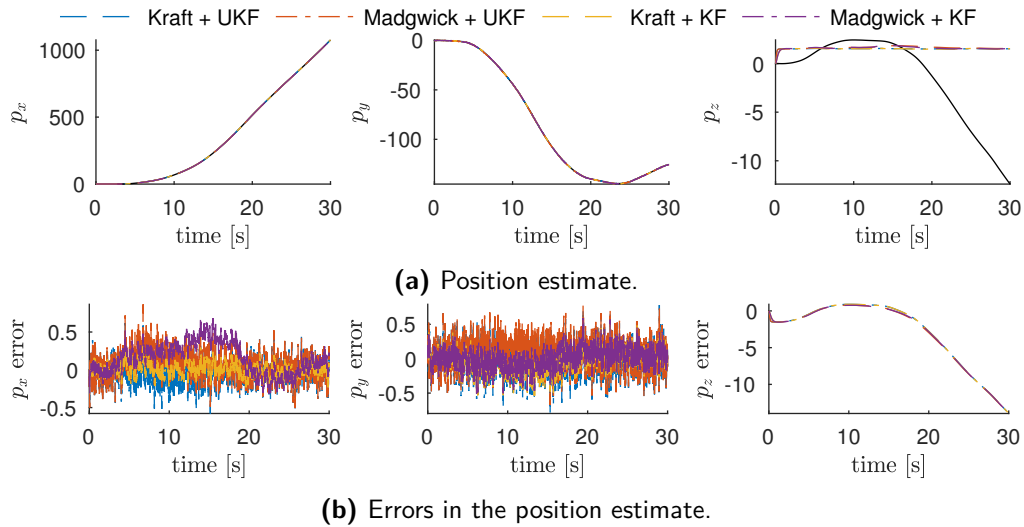 Kraft + UKF Madgwick + UKF Kraft + KF Madgwick + KF
1000
500
0
p_x
0 10 20 30
time [s]
0
-50
-100
p_y
0 10 20 30
time [s]
0
-5
-10
p_z
0 10 20 30
time [s]
(a) Position estimate.
0.5
0
-0.5
p_x error
0 10 20 30
time [s]
0.5
0
-0.5
p_y error
0 10 20 30
time [s]
0
-5
-10
p_z error
0 10 20 30
time [s]
(b) Errors in the position estimate.